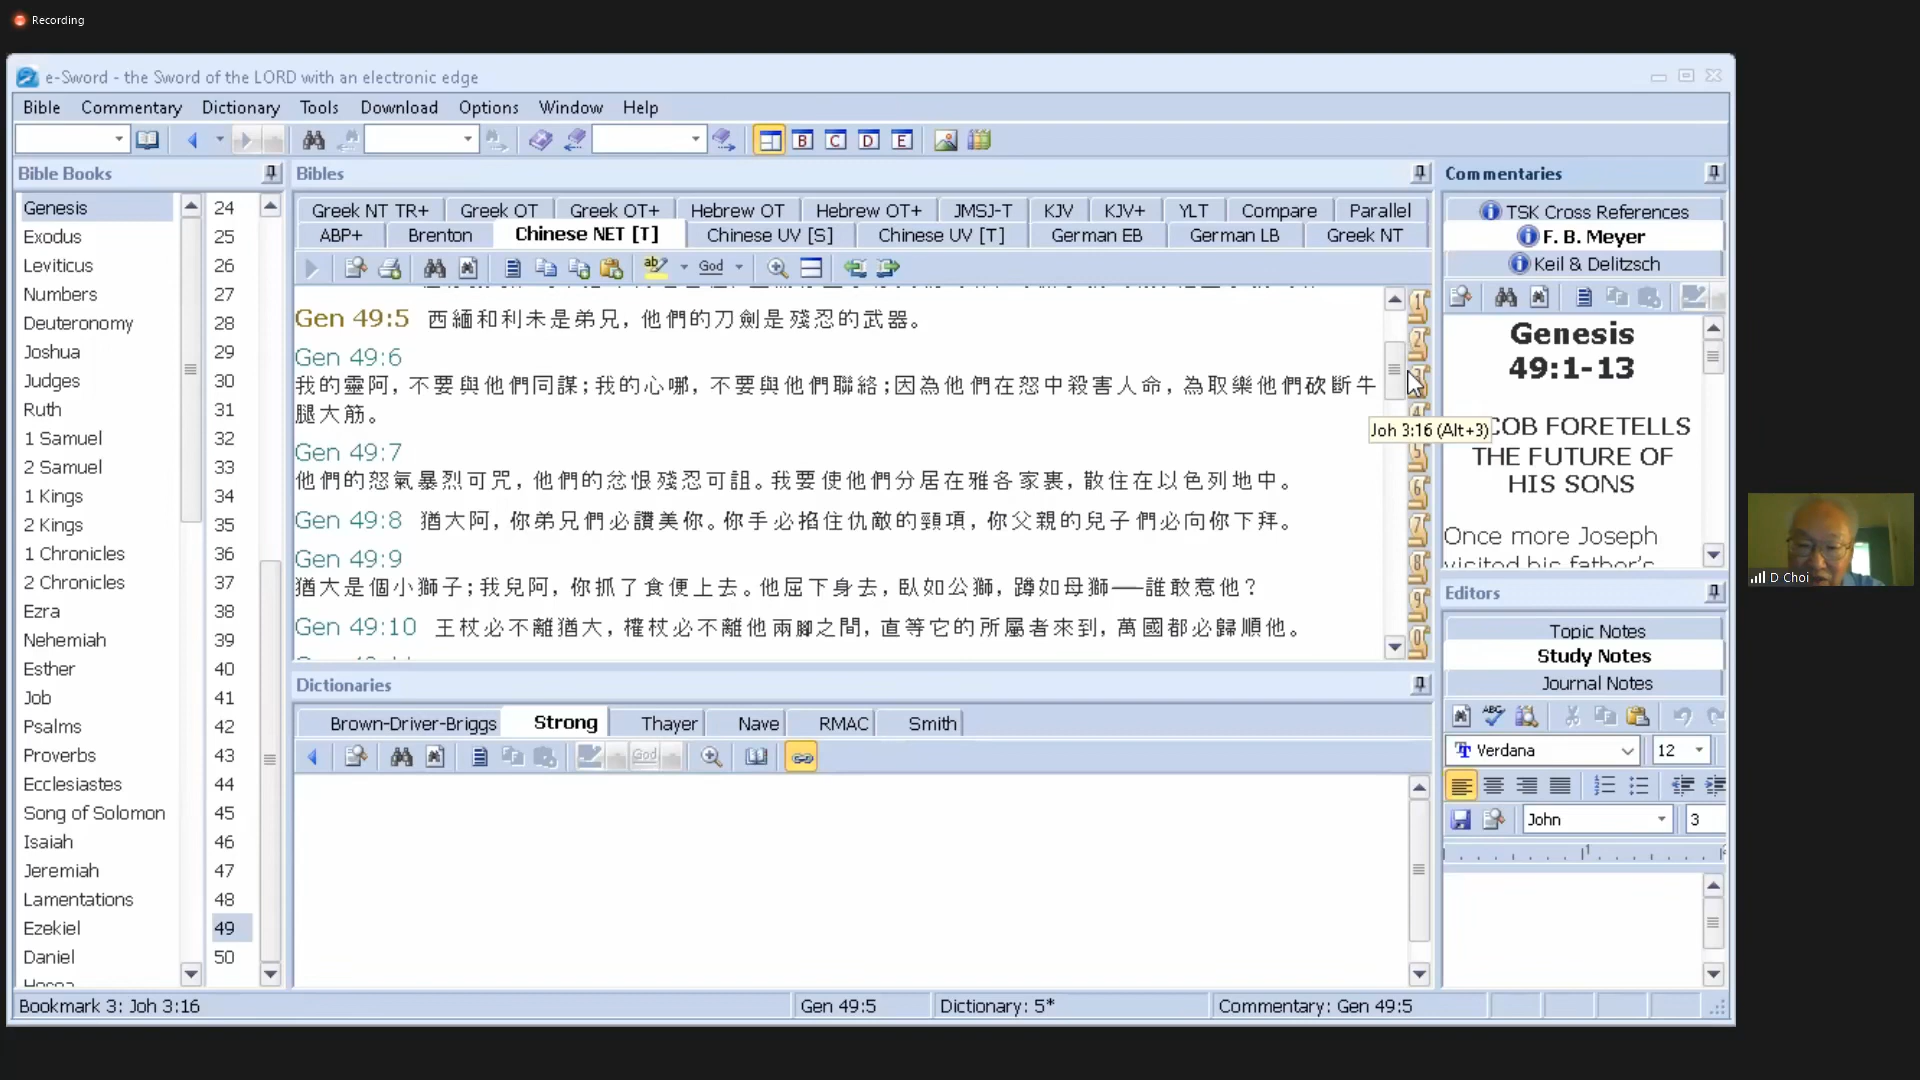 Recording
e-Sword - the Sword of the LORD with an electronic edge
Bible Commentary Dictionary Tools Download Options Window Help
B C D E
Bible Books
Genesis
Exodus
Leviticus
Numbers
Deuteronomy
Joshua
Judges
Ruth
1 Samuel
2 Samuel
1 Kings
2 Kings
1 Chronicles
2 Chronicles
Ezra
Nehemiah
Esther
Job
Psalms
Proverbs
Ecclesiastes
Song of Solomon
Isaiah
Jeremiah
Lamentations
Ezekiel
Daniel
Hosea
24
25
26
27
28
29
30
31
32
33
34
35
36
37
38
39
40
41
42
43
44
45
46
47
48
49
50
Bibles
Greek NT TR+ Greek OT Greek OT+ Hebrew OT Hebrew OT+ JMSJ-T KJV KJV+ YLT Compare Parallel
ABP+ Brenton Chinese NET [T] Chinese UV [S] Chinese UV [T] German EB German LB Greek NT
ab God
Gen 49:5 西緬和利未是弟兄, 他們的刀劍是殘忍的武器。
Gen 49:6
我的靈阿, 不要與他們同謀;我的心哪, 不要與他們聯絡;因為他們在怒中殺害人命, 為取樂他們砍斷牛
腿大筋。
Gen 49:7
他們的怒氣暴烈可咒, 他們的忿恨殘忍可詛。我要使他們分居在雅各家裏, 散住在以色列地中。
Gen 49:8 猶大阿, 你弟兄們必讚美你。你手必掐住仇敵的頸項, 你父親的兒子們必向你下拜。
Gen 49:9
猶大是個小獅子;我兒阿, 你抓了食便上去。他屈下身去, 臥如公獅, 蹲如母獅──誰敢惹他?
Gen 49:10 王杖必不離猶大, 權杖必不離他兩腳之間, 直等它的所屬者來到, 萬國都必歸順他。
1
2
5
6
7
8
9
0
Joh 3:16 (Alt+3)
Dictionaries
Brown-Driver-Briggs Strong Thayer Nave RMAC Smith
God
Commentaries
TSK Cross References
F. B. Meyer
Keil & Delitzsch
Genesis
49:1-13
COB FORETELLS
THE FUTURE OF
HIS SONS
Once more Joseph
visited his father's
Editors
Topic Notes
Study Notes
Journal Notes
ABC
Verdana 12
John 3
1
Bookmark 3: Joh 3:16 Gen 49:5 Dictionary: 5* Commentary: Gen 49:5
D Choi